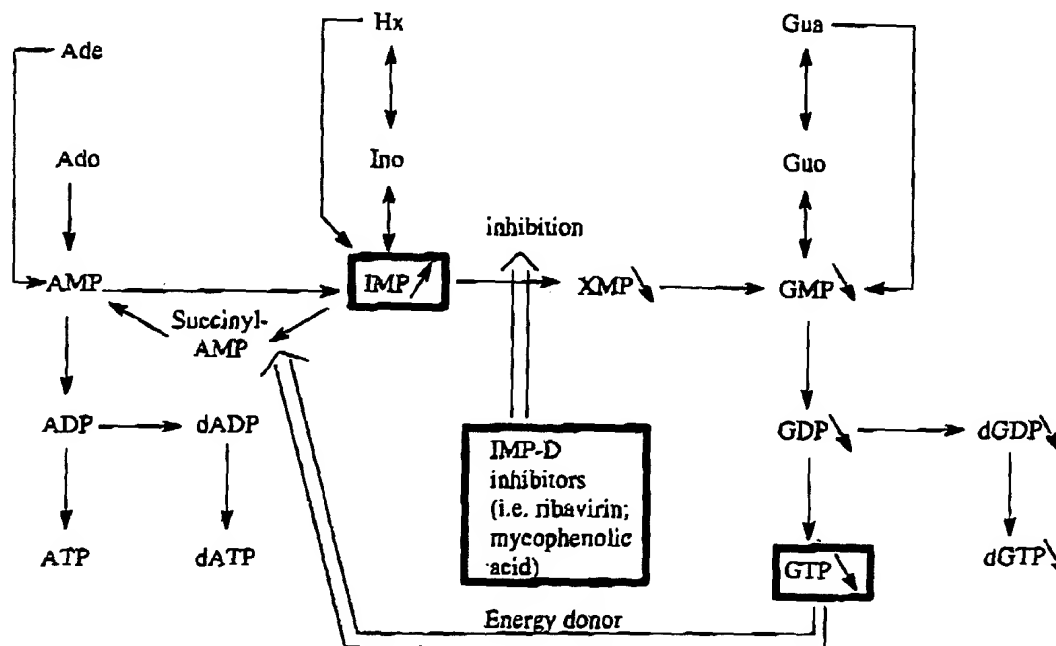 Hx
Gua
Ade
Ado
Ino
Guo
inhibition
AMP
IMP
XMP
GMP
Succinyl-
AMP
ADP
dADP
IMP-D
inhibitors
(i.e. ribavirin;
mycophenolic
acid)
GDP
dGDP
ATP
dATP
GTP
dGTP
Energy donor